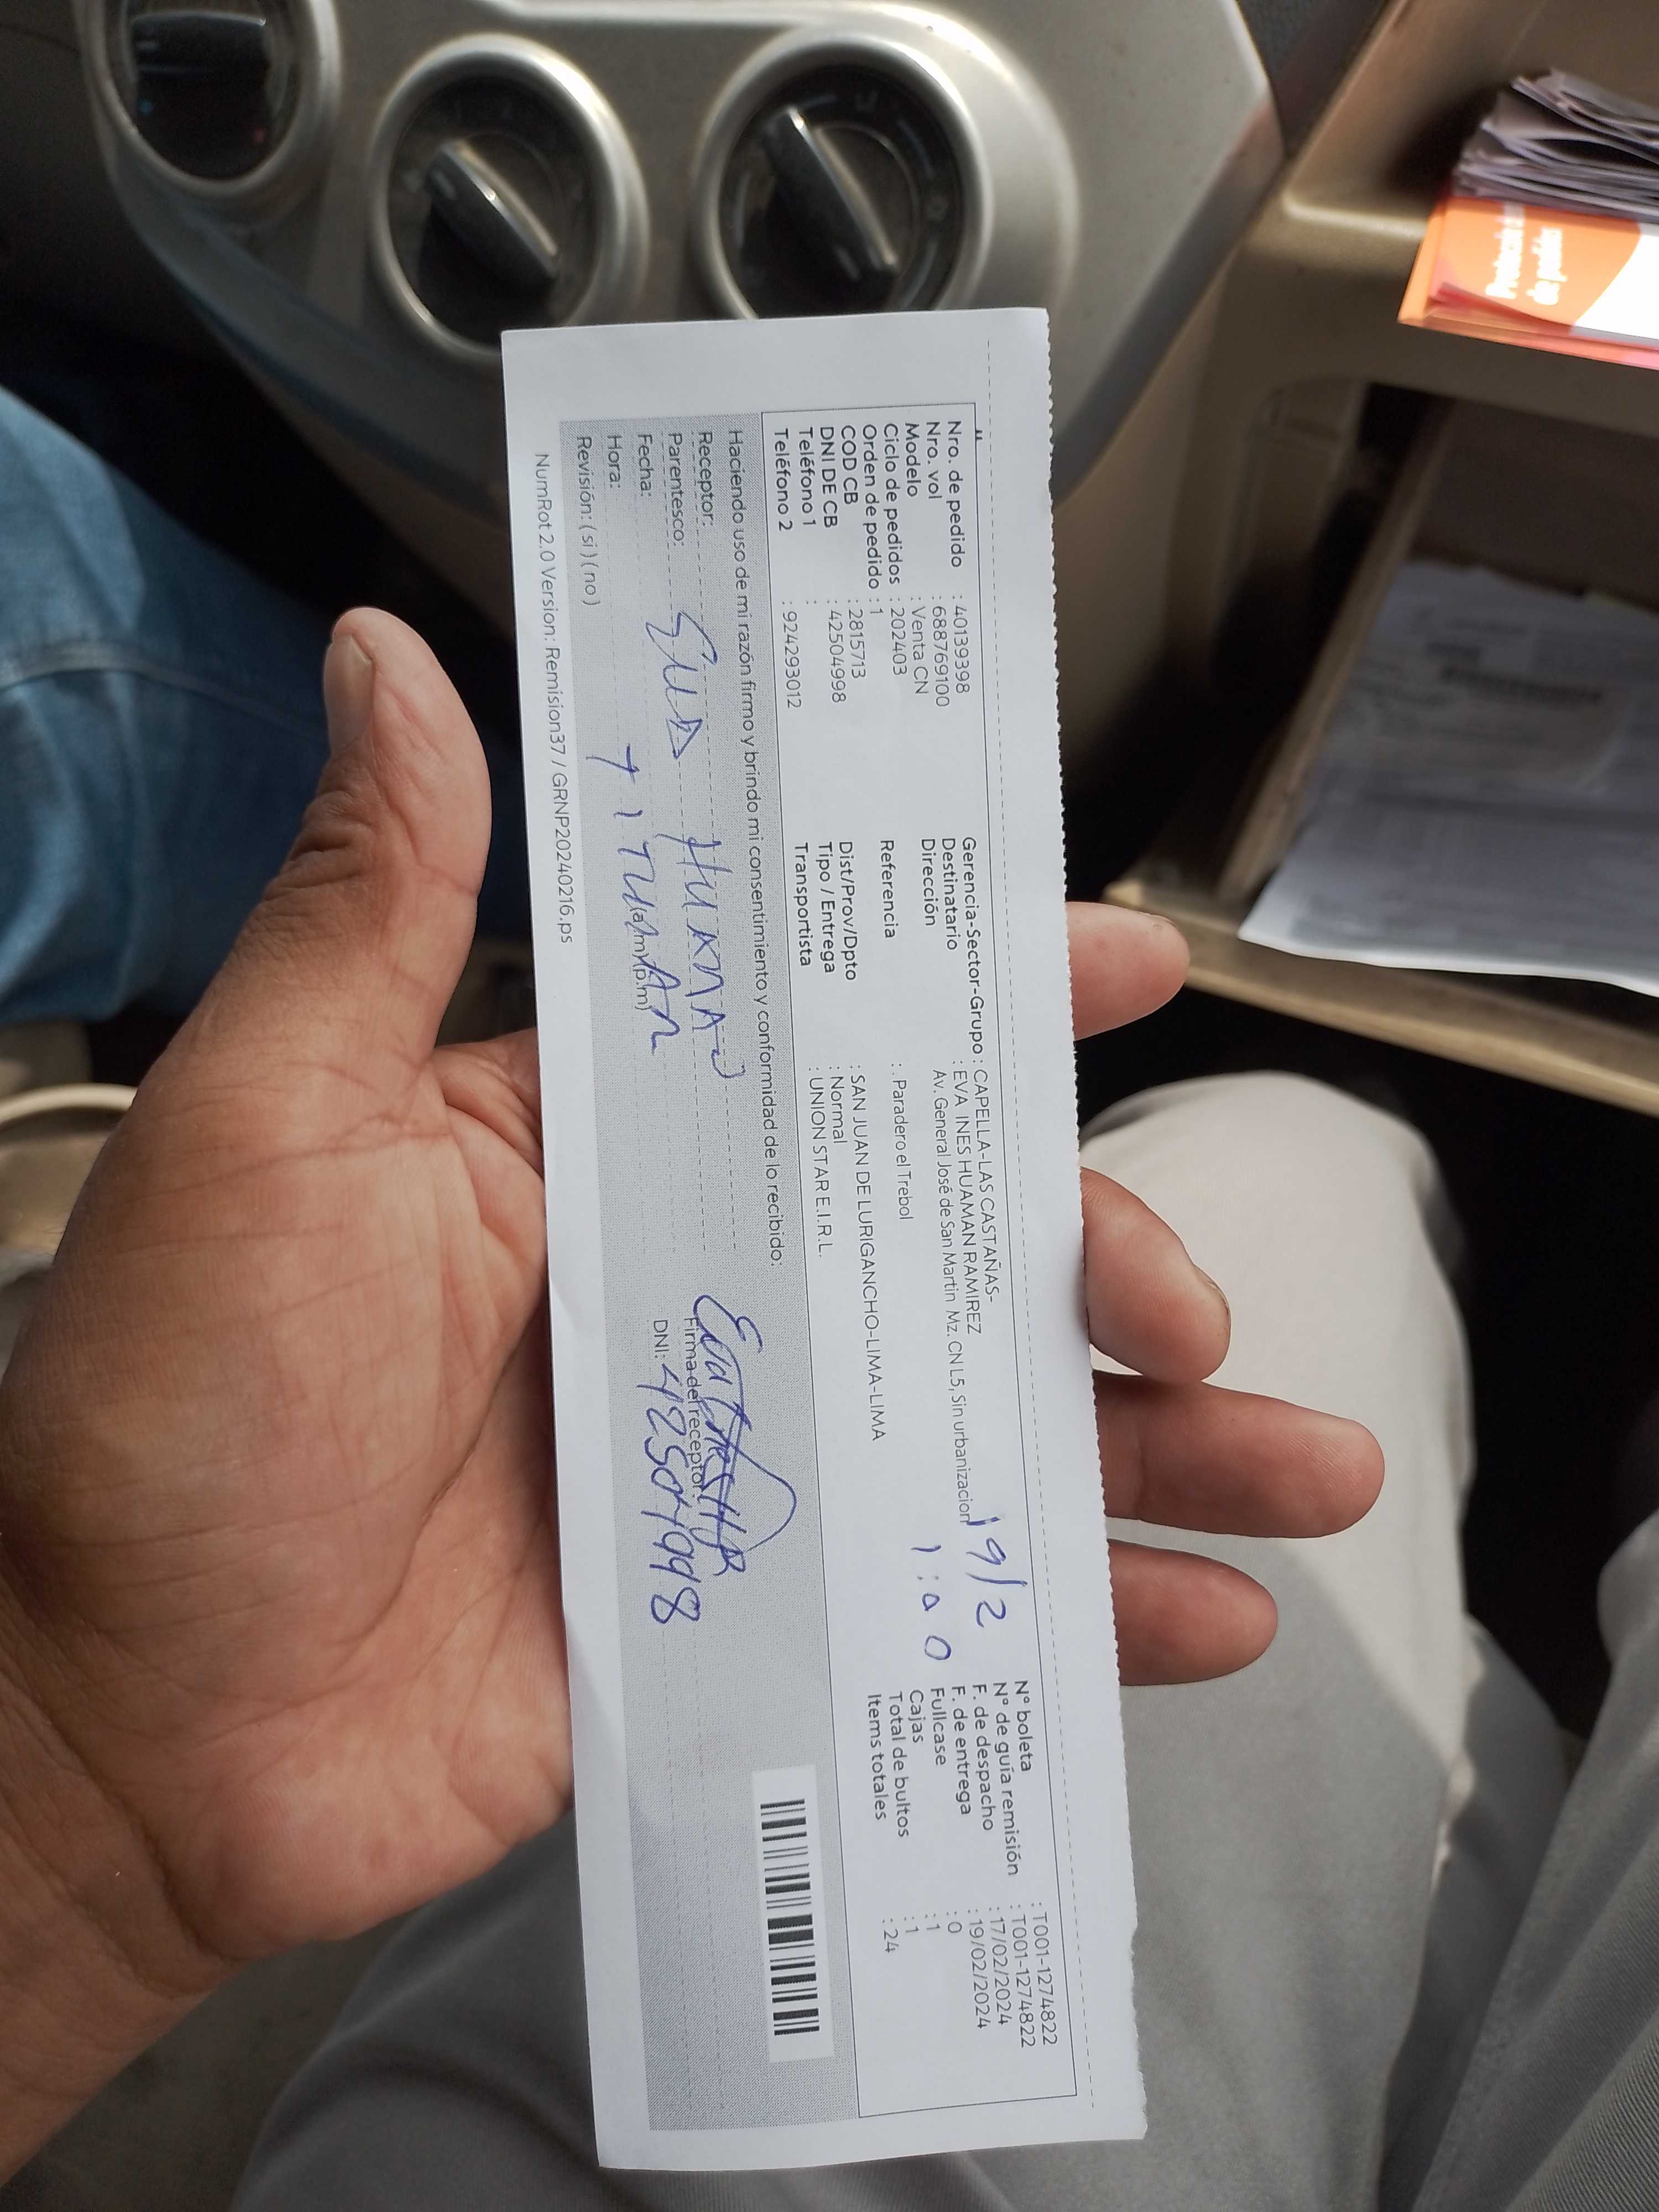 Nro. de pedido : 40139398
Nro. vol : 688769100
Modelo : Venta CN
Ciclo de pedidos : 202403
Orden de pedido : 1
COD CB : 2815713
DNI DE CB : 42504998
Teléfono 1 :
Teléfono 2 : 924293012
Gerencia-Sector-Grupo : CAPELLA-LAS CASTAÑAS-
Destinatario : EVA INES HUAMAN RAMIREZ
Dirección Av. General José de San Martin Mz. CN L5, Sin urbanizacion
Referencia : . Paradero el Trebol
Dist/Prov/Dpto : SAN JUAN DE LURIGANCHO-LIMA-LIMA
Tipo / Entrega : Normal
Transportista : UNION STAR E.I.R.L.
19/2
1:00
N° boleta : T001-1274822
N° de guía remisión : T001-1274822
F. de despacho : 17/02/2024
F. de entrega : 19/02/2024
Fullcase : 0
Cajas : 1
Total de bultos : 1
Items totales : 24
Haciendo uso de mi razón firmo y brindo mi consentimiento y conformidad de lo recibido:
Receptor: EVA HUAMAN
Parentesco:
Fecha: TITULAR
Hora: (a.m) (p.m)
Revisión: ( si ) ( no )
Firma del receptor
DNI: 42504998
NumRot 2.0 Version: Remision37 / GRNP20240216.ps
de pedido